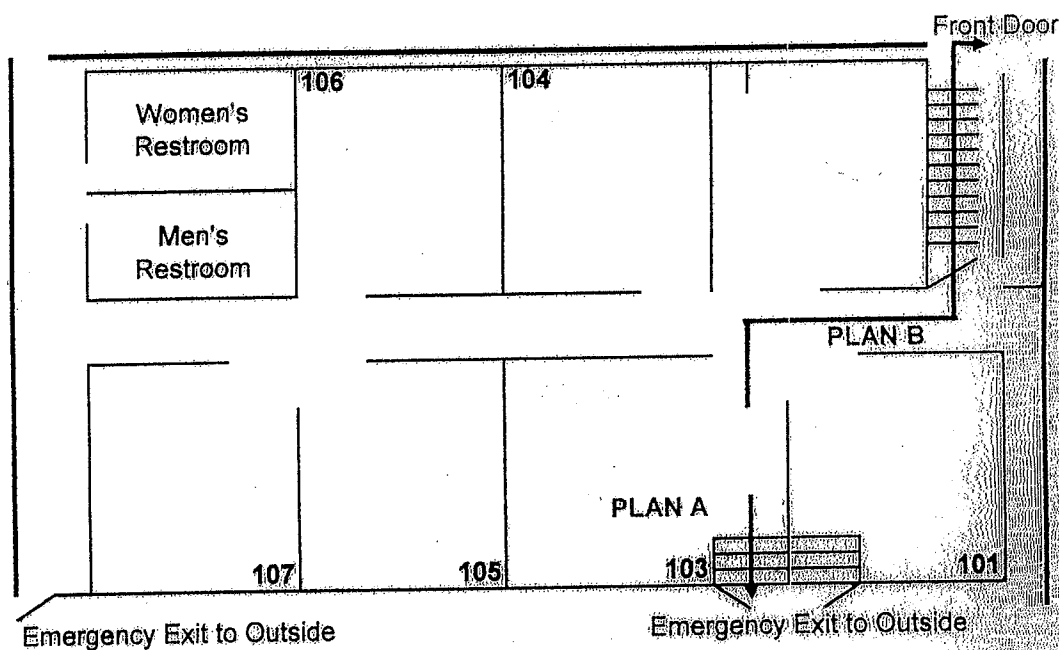 Front Door
106
104
Women's
Restroom
Men's
Restroom
PLAN B
PLAN A
107
105
103
101
Emergency Exit to Outside
Emergency Exit to Outside